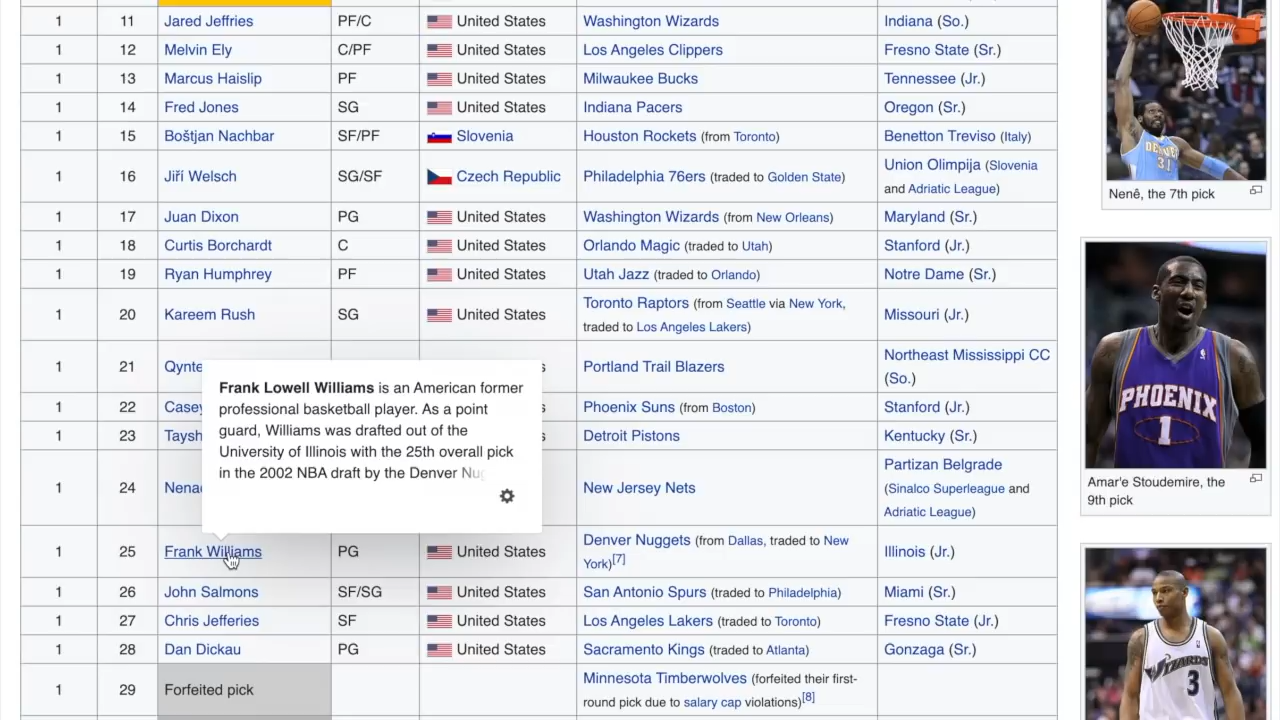 1 11 Jared Jeffries PF/C United States Washington Wizards Indiana (So.)
1 12 Melvin Ely C/PF United States Los Angeles Clippers Fresno State (Sr.)
1 13 Marcus Haislip PF United States Milwaukee Bucks Tennessee (Jr.)
1 14 Fred Jones SG United States Indiana Pacers Oregon (Sr.)
1 15 Boštjan Nachbar SF/PF Slovenia Houston Rockets (from Toronto) Benetton Treviso (Italy)
1 16 Jiří Welsch SG/SF Czech Republic Philadelphia 76ers (traded to Golden State) Union Olimpija (Slovenia
and Adriatic League)
1 17 Juan Dixon PG United States Washington Wizards (from New Orleans) Maryland (Sr.)
1 18 Curtis Borchardt C United States Orlando Magic (traded to Utah) Stanford (Jr.)
1 19 Ryan Humphrey PF United States Utah Jazz (traded to Orlando) Notre Dame (Sr.)
1 20 Kareem Rush SG United States Toronto Raptors (from Seattle via New York,
traded to Los Angeles Lakers) Missouri (Jr.)
1 21 Qynte s Portland Trail Blazers Northeast Mississippi CC
(So.)
1 22 Casey s Phoenix Suns (from Boston) Stanford (Jr.)
1 23 Taysh s Detroit Pistons Kentucky (Sr.)
1 24 Nena s New Jersey Nets Partizan Belgrade
(Sinalco Superleague and
Adriatic League)
Frank Lowell Williams is an American former
professional basketball player. As a point
guard, Williams was drafted out of the
University of Illinois with the 25th overall pick
in the 2002 NBA draft by the Denver Nug
1 25 Frank Williams PG United States Denver Nuggets (from Dallas, traded to New
York)[7] Illinois (Jr.)
1 26 John Salmons SF/SG United States San Antonio Spurs (traded to Philadelphia) Miami (Sr.)
1 27 Chris Jefferies SF United States Los Angeles Lakers (traded to Toronto) Fresno State (Jr.)
1 28 Dan Dickau PG United States Sacramento Kings (traded to Atlanta) Gonzaga (Sr.)
1 29 Forfeited pick Minnesota Timberwolves (forfeited their first-
round pick due to salary cap violations)[8]
DENVER
31
Nenê, the 7th pick
PHOENIX
1
Amar'e Stoudemire, the
9th pick
WIZARDS
3